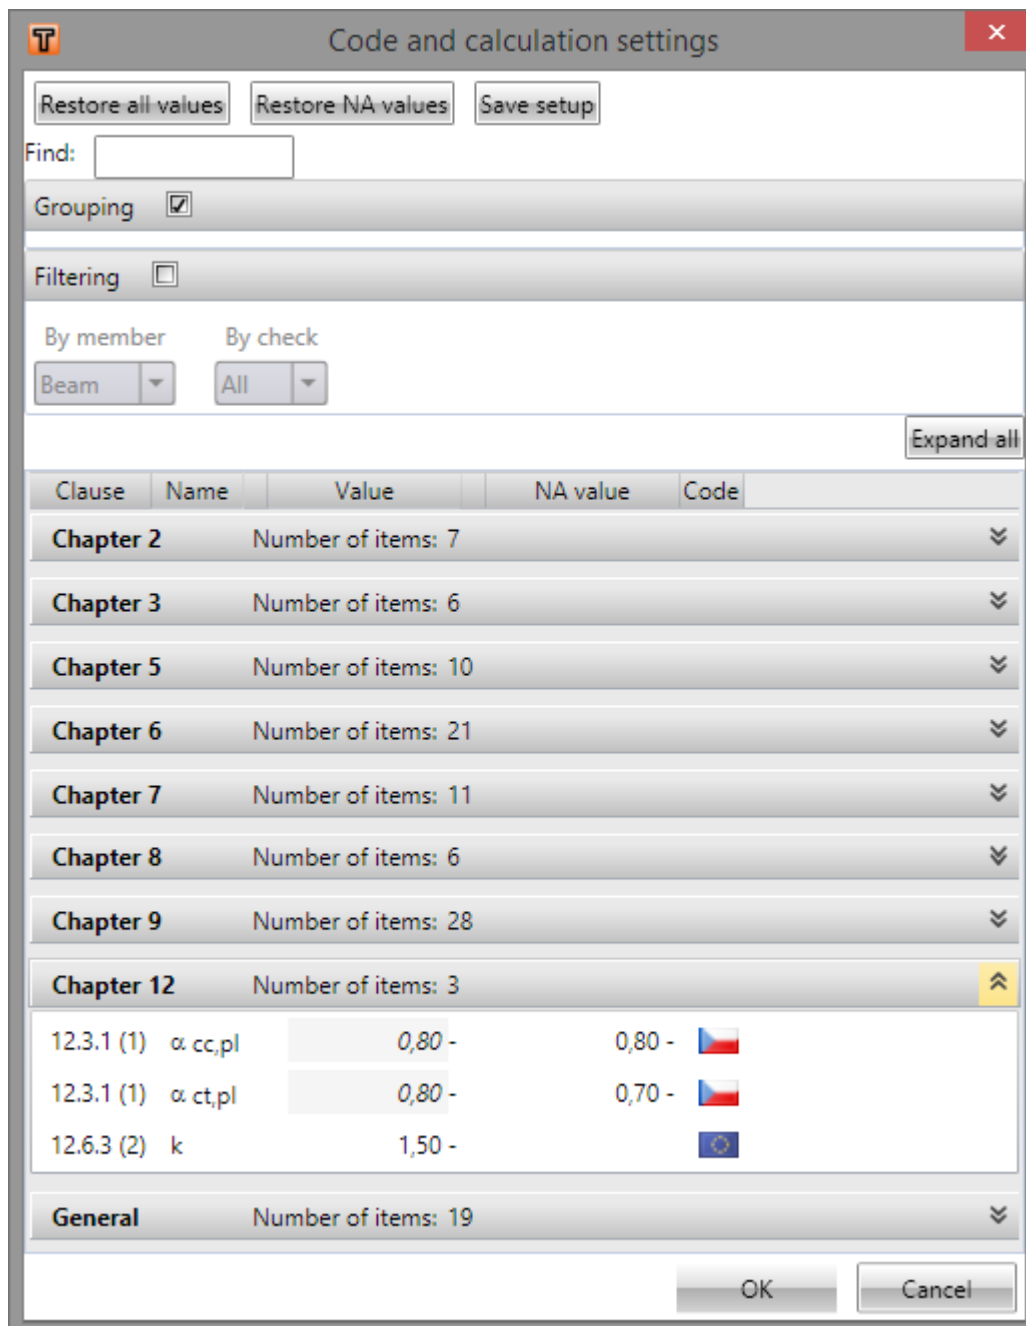 T Code and calculation settings ×
Restore all values Restore NA values Save setup
Find:
Grouping
Filtering
By member By check
Beam All
Expand all
Clause Name Value NA value Code
Chapter 2 Number of items: 7
Chapter 3 Number of items: 6
Chapter 5 Number of items: 10
Chapter 6 Number of items: 21
Chapter 7 Number of items: 11
Chapter 8 Number of items: 6
Chapter 9 Number of items: 28
Chapter 12 Number of items: 3
12.3.1 (1) α cc,pl 0,80 - 0,80 -
12.3.1 (1) α ct,pl 0,80 - 0,70 -
12.6.3 (2) k 1,50 -
General Number of items: 19
OK Cancel